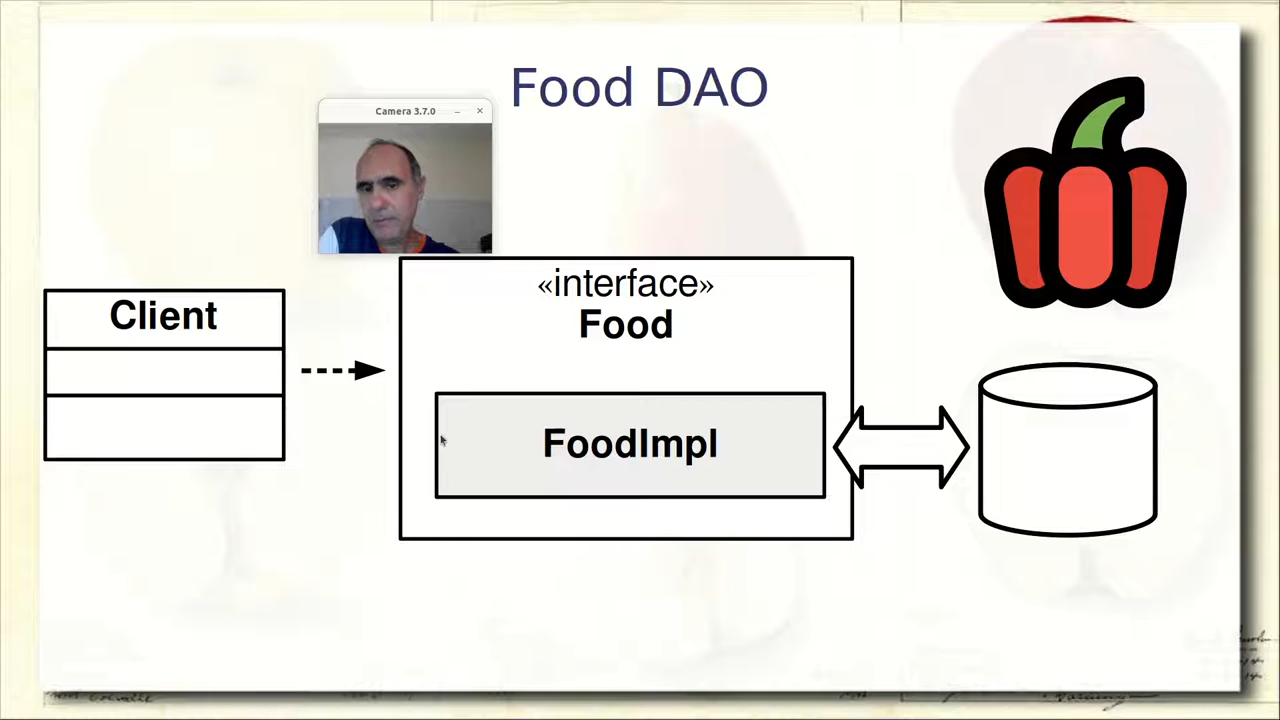 Food DAO
Camera 3.7.0
«interface»
Food
Client
FoodImpl